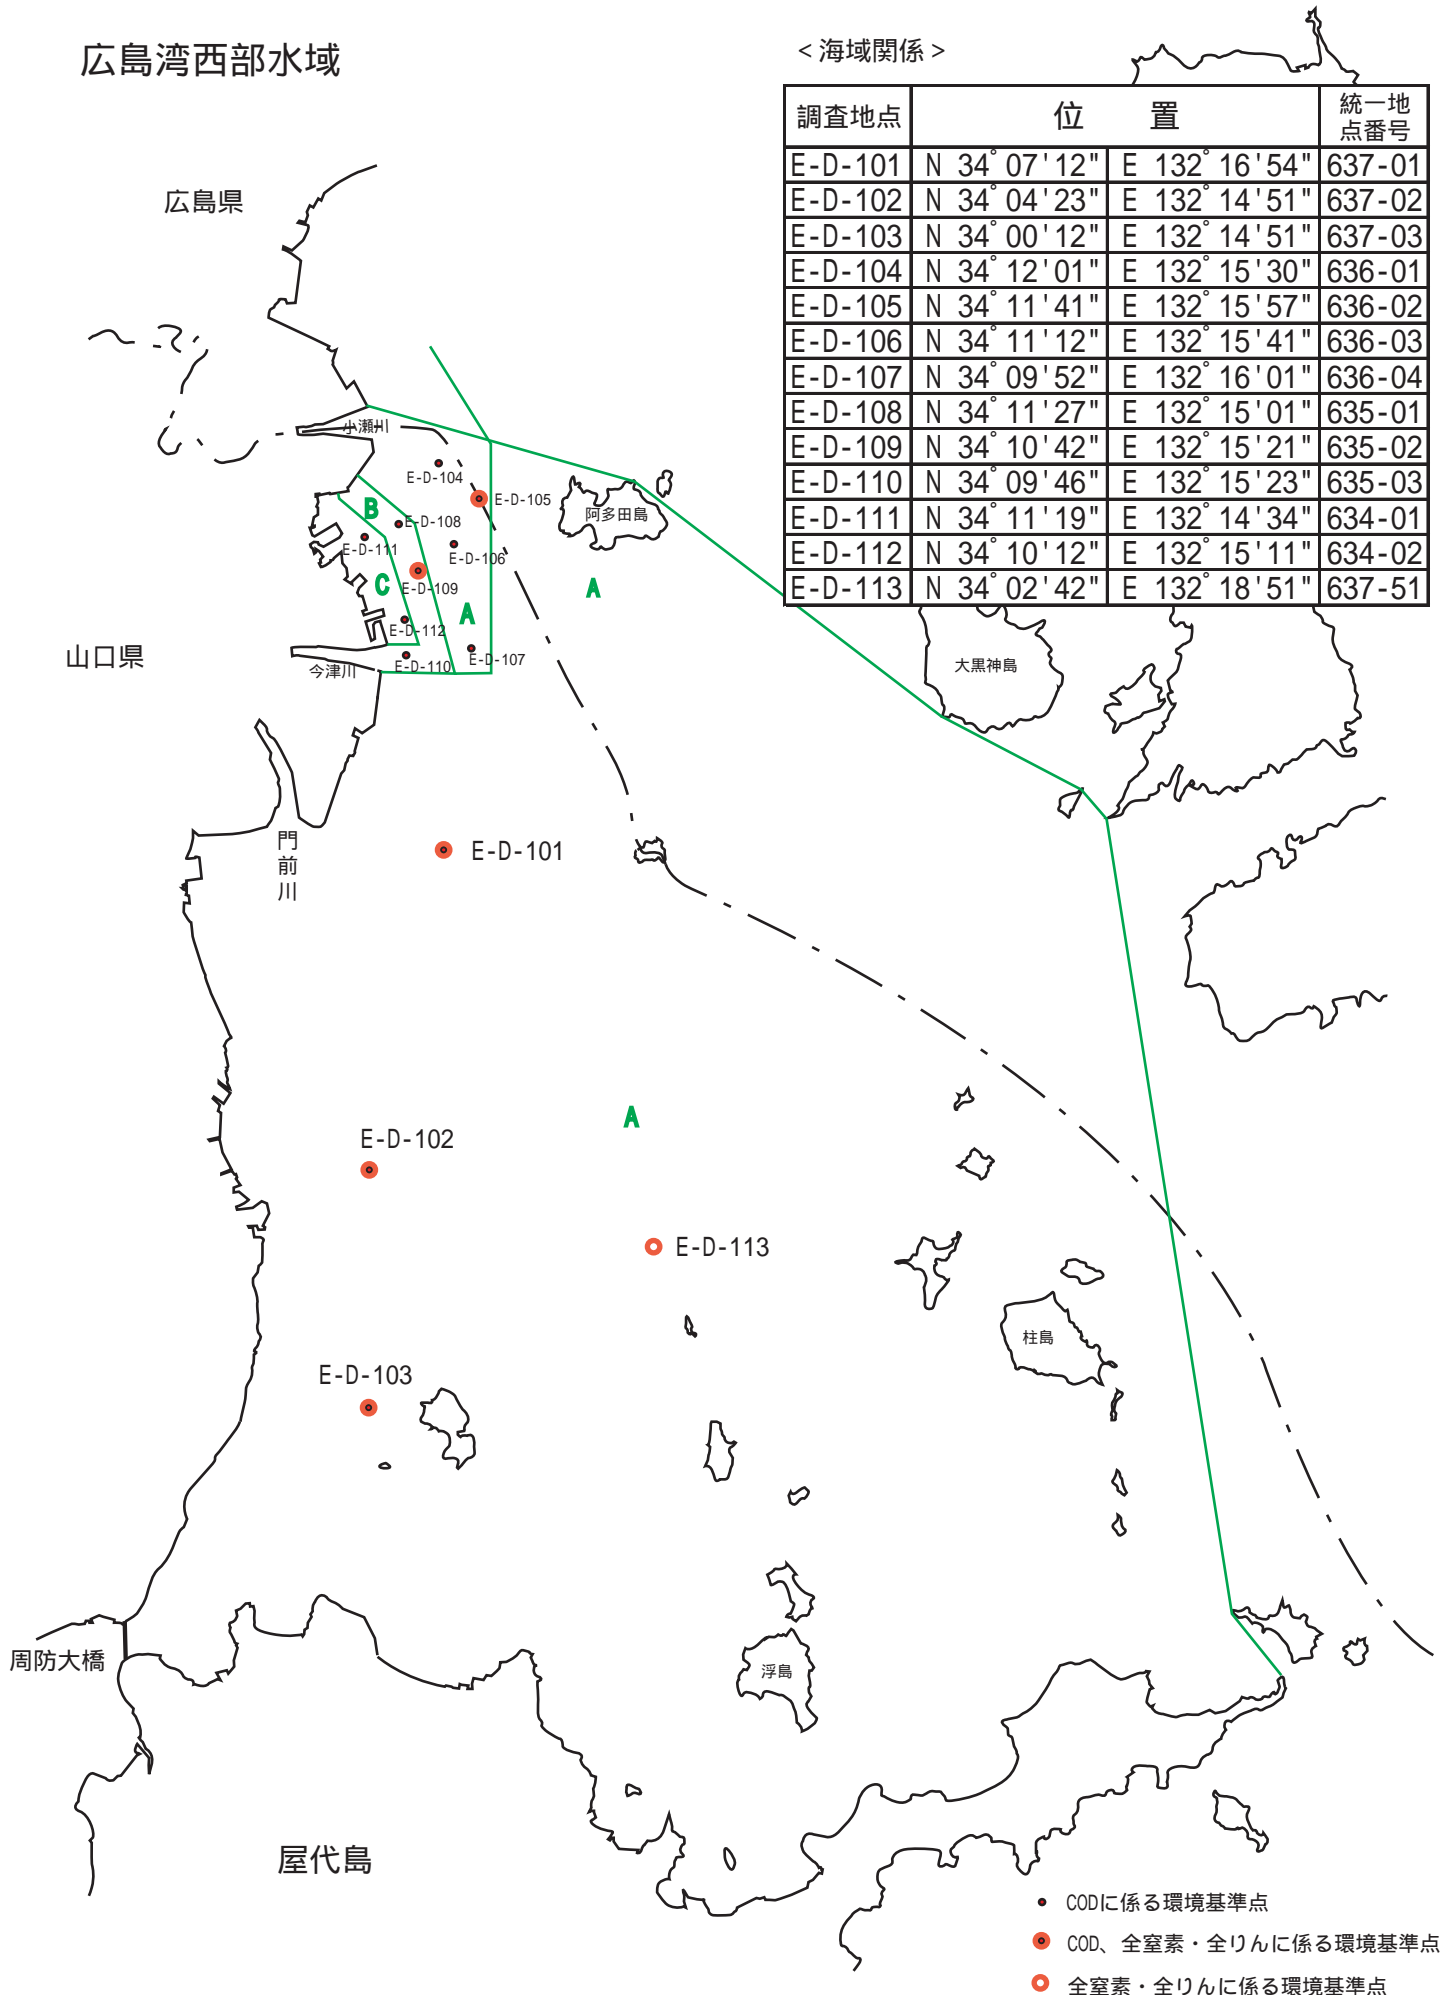 広島湾西部水域
＜海域関係＞
調査地点 位 置 統一地点番号
E-D-101 N 34ﾟ07'12" E 132ﾟ16'54" 637-01
E-D-102 N 34ﾟ04'23" E 132ﾟ14'51" 637-02
E-D-103 N 34ﾟ00'12" E 132ﾟ14'51" 637-03
E-D-104 N 34ﾟ12'01" E 132ﾟ15'30" 636-01
E-D-105 N 34ﾟ11'41" E 132ﾟ15'57" 636-02
E-D-106 N 34ﾟ11'12" E 132ﾟ15'41" 636-03
E-D-107 N 34ﾟ09'52" E 132ﾟ16'01" 636-04
E-D-108 N 34ﾟ11'27" E 132ﾟ15'01" 635-01
E-D-109 N 34ﾟ10'42" E 132ﾟ15'21" 635-02
E-D-110 N 34ﾟ09'46" E 132ﾟ15'23" 635-03
E-D-111 N 34ﾟ11'19" E 132ﾟ14'34" 634-01
E-D-112 N 34ﾟ10'12" E 132ﾟ15'11" 634-02
E-D-113 N 34ﾟ02'42" E 132ﾟ18'51" 637-51
広島県
小瀬川
E-D-104
E-D-105
阿多田島
B
E-D-108
E-D-111
E-D-106
C
E-D-109
A
A
E-D-112
山口県
今津川
E-D-110
E-D-107
大黒神島
門前川
E-D-101
A
E-D-102
E-D-113
柱島
E-D-103
周防大橋
浮島
屋代島
CODに係る環境基準点
COD、全窒素・全りんに係る環境基準点
全窒素・全りんに係る環境基準点